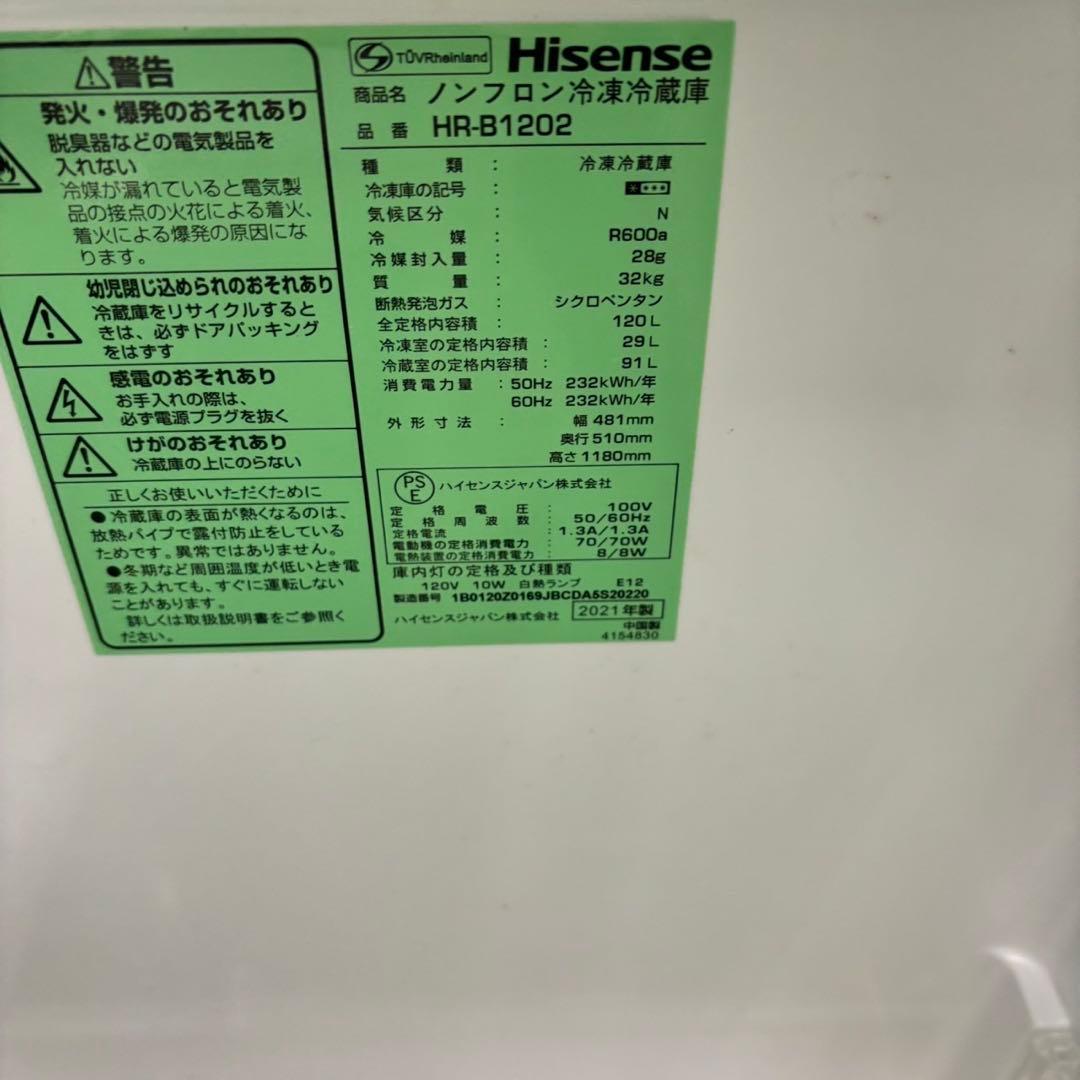 警告
発火・爆発のおそれあり
脱臭器などの電気製品を
入れない
冷媒が漏れていると電気製
品の接点の火花による着火、
着火による爆発の原因にな
ります。
幼児閉じ込められのおそれあり
冷蔵庫をリサイクルすると
きは、必ずドアパッキング
をはずす
感電のおそれあり
お手入れの際は、
必ず電源プラグを抜く
けがのおそれあり
冷蔵庫の上にのらない
正しくお使いいただくために
●冷蔵庫の表面が熱くなるのは、
放熱パイプで露付防止をしている
ためです。異常ではありません。
●冬期など周囲温度が低いとき電
源を入れても、すぐに運転しない
ことがあります。
詳しくは取扱説明書をご参照く
ださい。
TÜVRheinland Hisense
商品名 ノンフロン冷凍冷蔵庫
品番 HR-B1202
種類 : 冷凍冷蔵庫
冷凍庫の記号 :
気候区分 : N
冷媒 : R600a
冷媒封入量 : 28g
質量 : 32kg
断熱発泡ガス : シクロペンタン
全定格内容積 : 120L
冷凍室の定格内容積 : 29L
冷蔵室の定格内容積 : 91L
消費電力量 : 50Hz 232kWh/年
60Hz 232kWh/年
外形寸法 : 幅 481mm
奥行 510mm
高さ 1180mm
PSE ハイセンスジャパン株式会社
定格電圧 : 100V
定格周波数 : 50/60Hz
定格電流 : 1.3A/1.3A
電動機の定格消費電力 : 70/70W
電熱装置の定格消費電力 : 8/8W
庫内灯の定格及び種類
120V 10W 白熱ランプ E12
製造番号 1B0120Z0169JBCDA5S20220
ハイセンスジャパン株式会社 2021年製
中国製
4154830